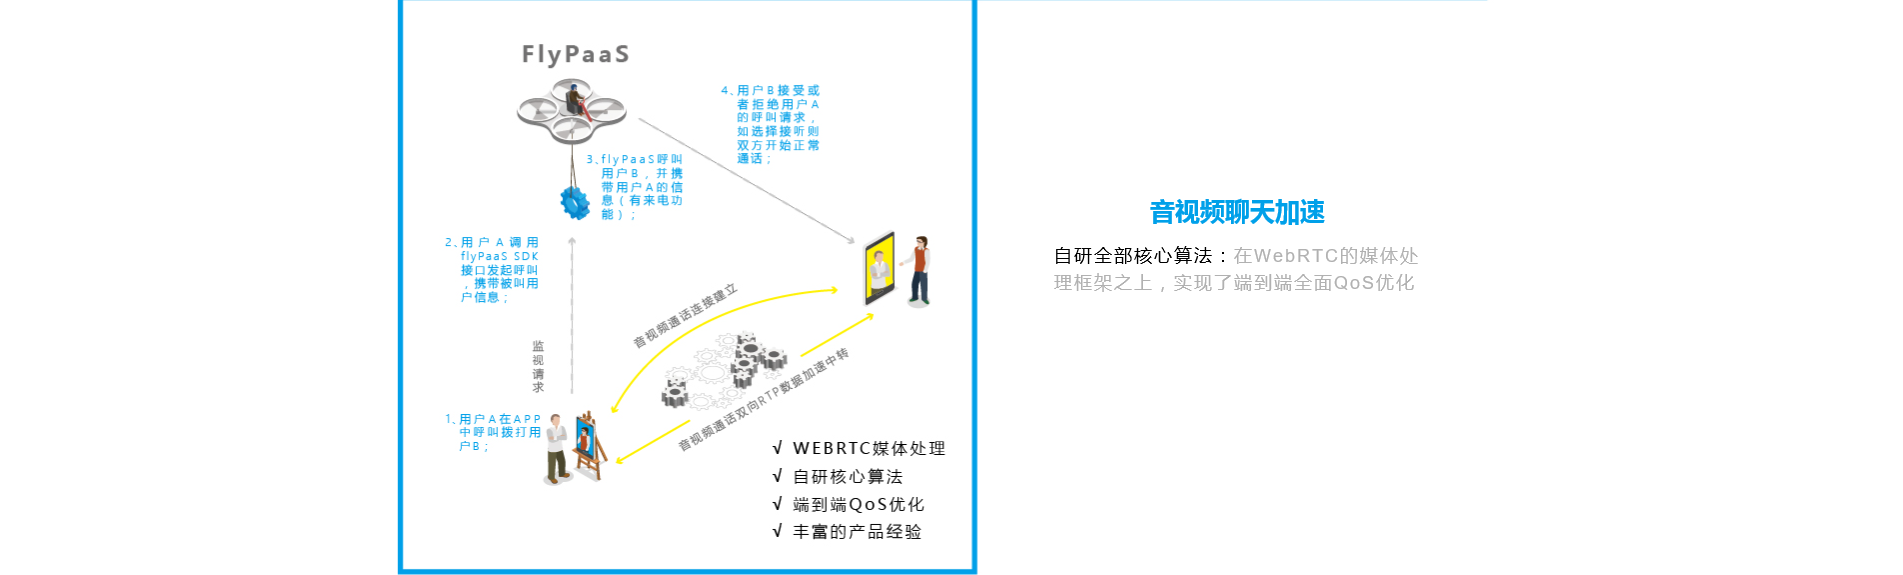 FlyPaaS
4、用户B接受或
者拒绝用户A
的呼叫请求，
如选择接听则
双方开始正常
通话；
3、flyPaaS呼叫
用户B，并携
带用户A的信
息（有来电功
能）；
2、用户A调用
flyPaaS SDK
接口发起呼叫
，携带被叫用
户信息；
监视请求
1、用户A在APP
中呼叫拨打用
户B；
音视频通话连接建立
音视频通话双向RTP数据加速中转
√ WEBRTC媒体处理
√ 自研核心算法
√ 端到端QoS优化
√ 丰富的产品经验
音视频聊天加速
自研全部核心算法：在WebRTC的媒体处
理框架之上，实现了端到端全面QoS优化